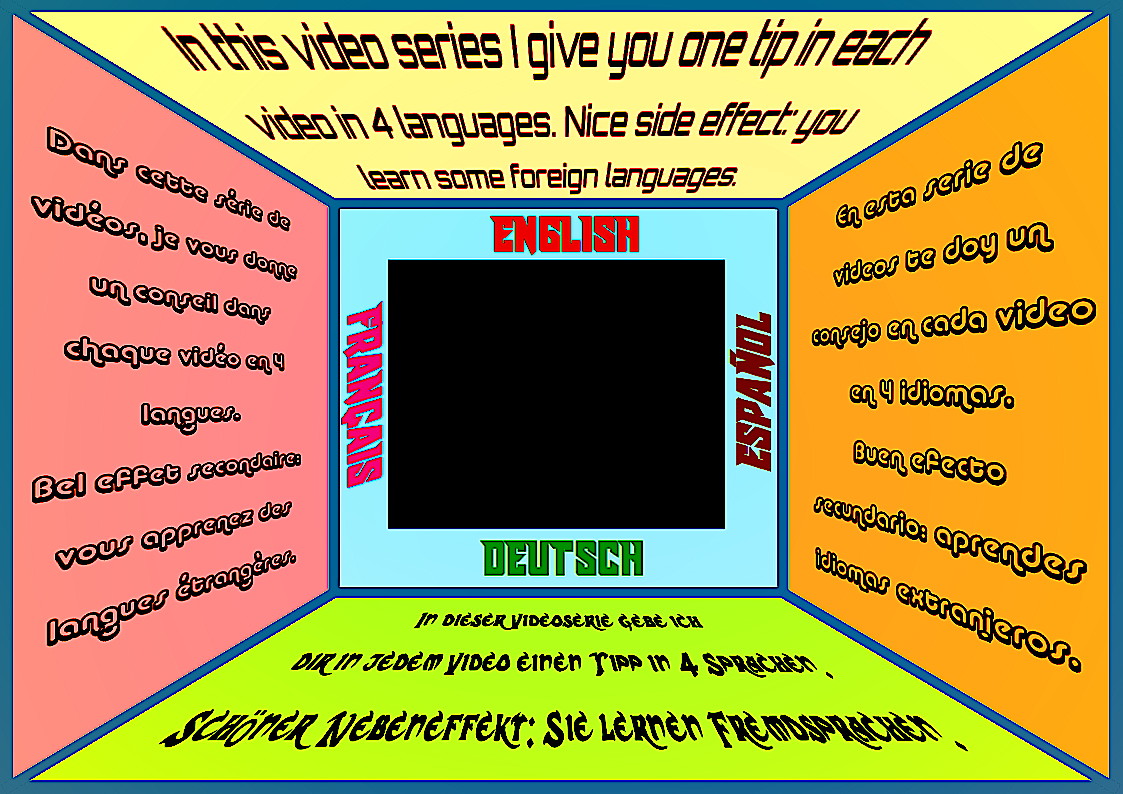 In this video series I give you one tip in each
video in 4 languages. Nice side effect: you
learn some foreign languages.
Dans cette série de
vidéos, je vous donne
un conseil dans
chaque vidéo en 4
langues.
Bel effet secondaire:
vous apprenez des
langues étrangères.
ENGLISH
FRANÇAIS
ESPAÑOL
DEUTSCH
En esta serie de
videos te doy un
consejo en cada video
en 4 idiomas.
Buen efecto
secundario: aprendes
idiomas extranjeros.
In dieser Videoserie gebe ich
dir in jedem Video einen Tipp in 4 Sprachen.
Schöner Nebeneffekt: Sie lernen Fremdsprachen.